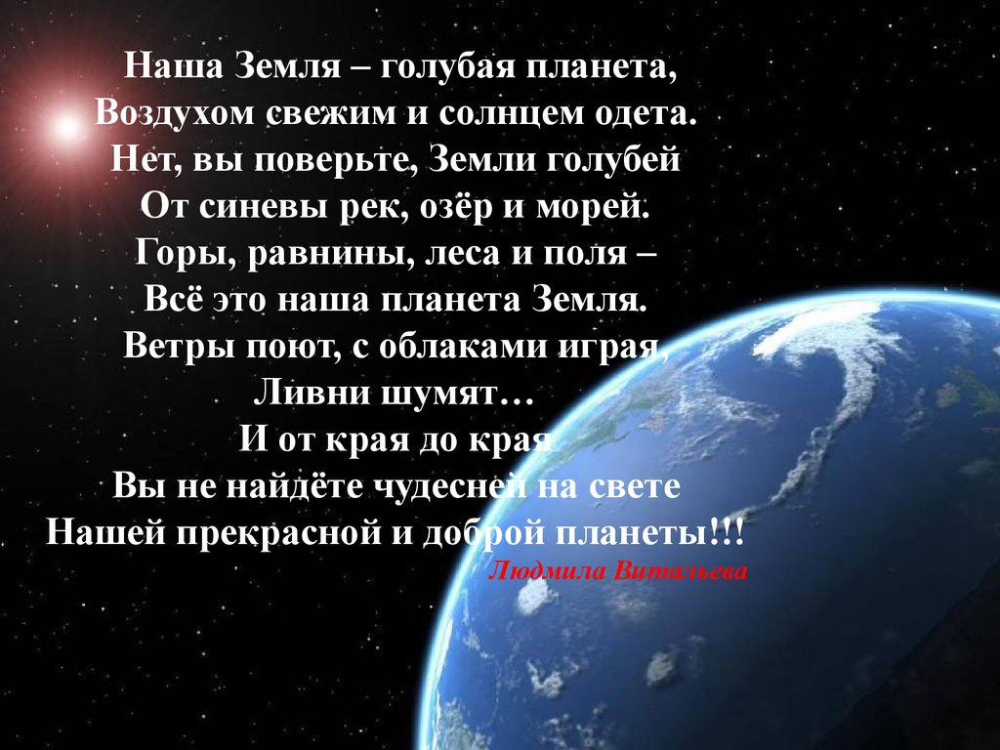 Наша Земля – голубая планета,
Воздухом свежим и солнцем одета.
Нет, вы поверьте, Земли голубей
От синевы рек, озёр и морей.
Горы, равнины, леса и поля –
Всё это наша планета Земля.
Ветры поют, с облаками играя,
Ливни шумят…
И от края до края
Вы не найдёте чудесней на свете
Нашей прекрасной и доброй планеты!!!
Людмила Витальева